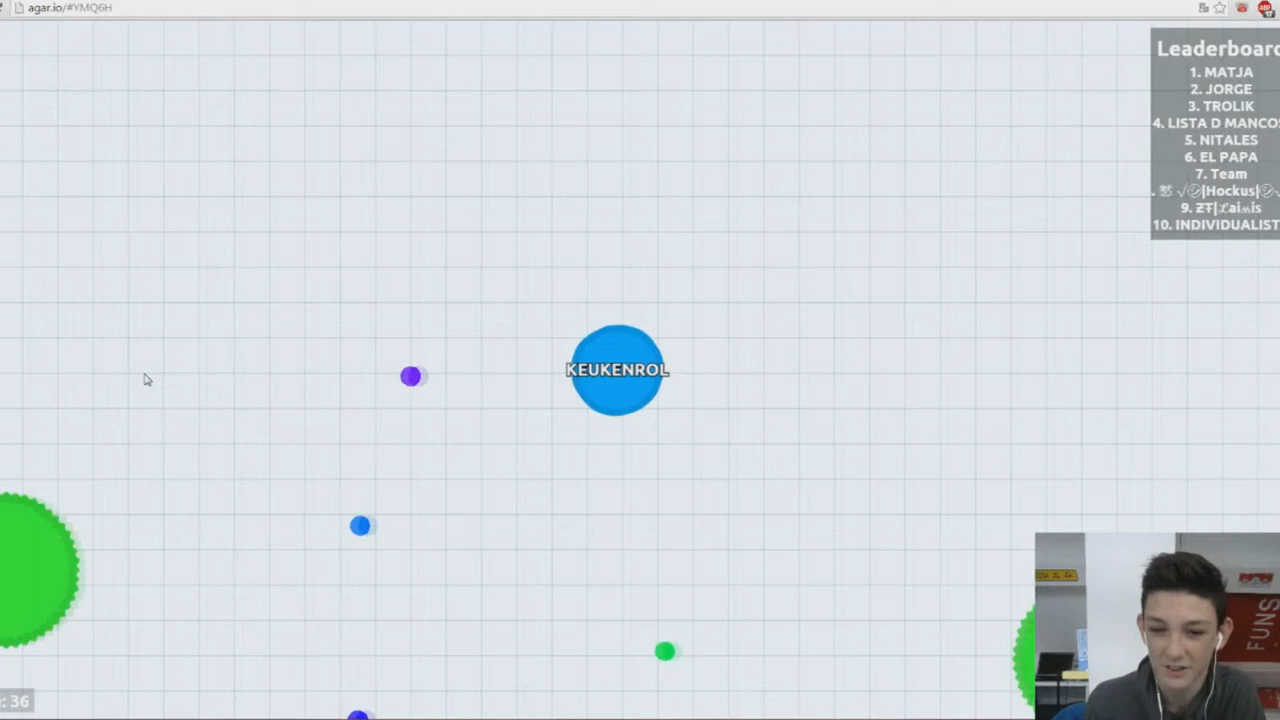 agar.io/#YMQ6H
Leaderboard
1. MATJA
2. JORGE
3. TROLIK
4. LISTA D MANCOS
5. NITALES
6. EL PAPA
7. Team
|Hockus|
9.
10. INDIVIDUALIST
KEUKENROL
: 36
FUNS
ABP